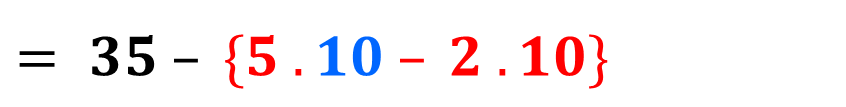 = 35 – {5 . 10 – 2 . 10}